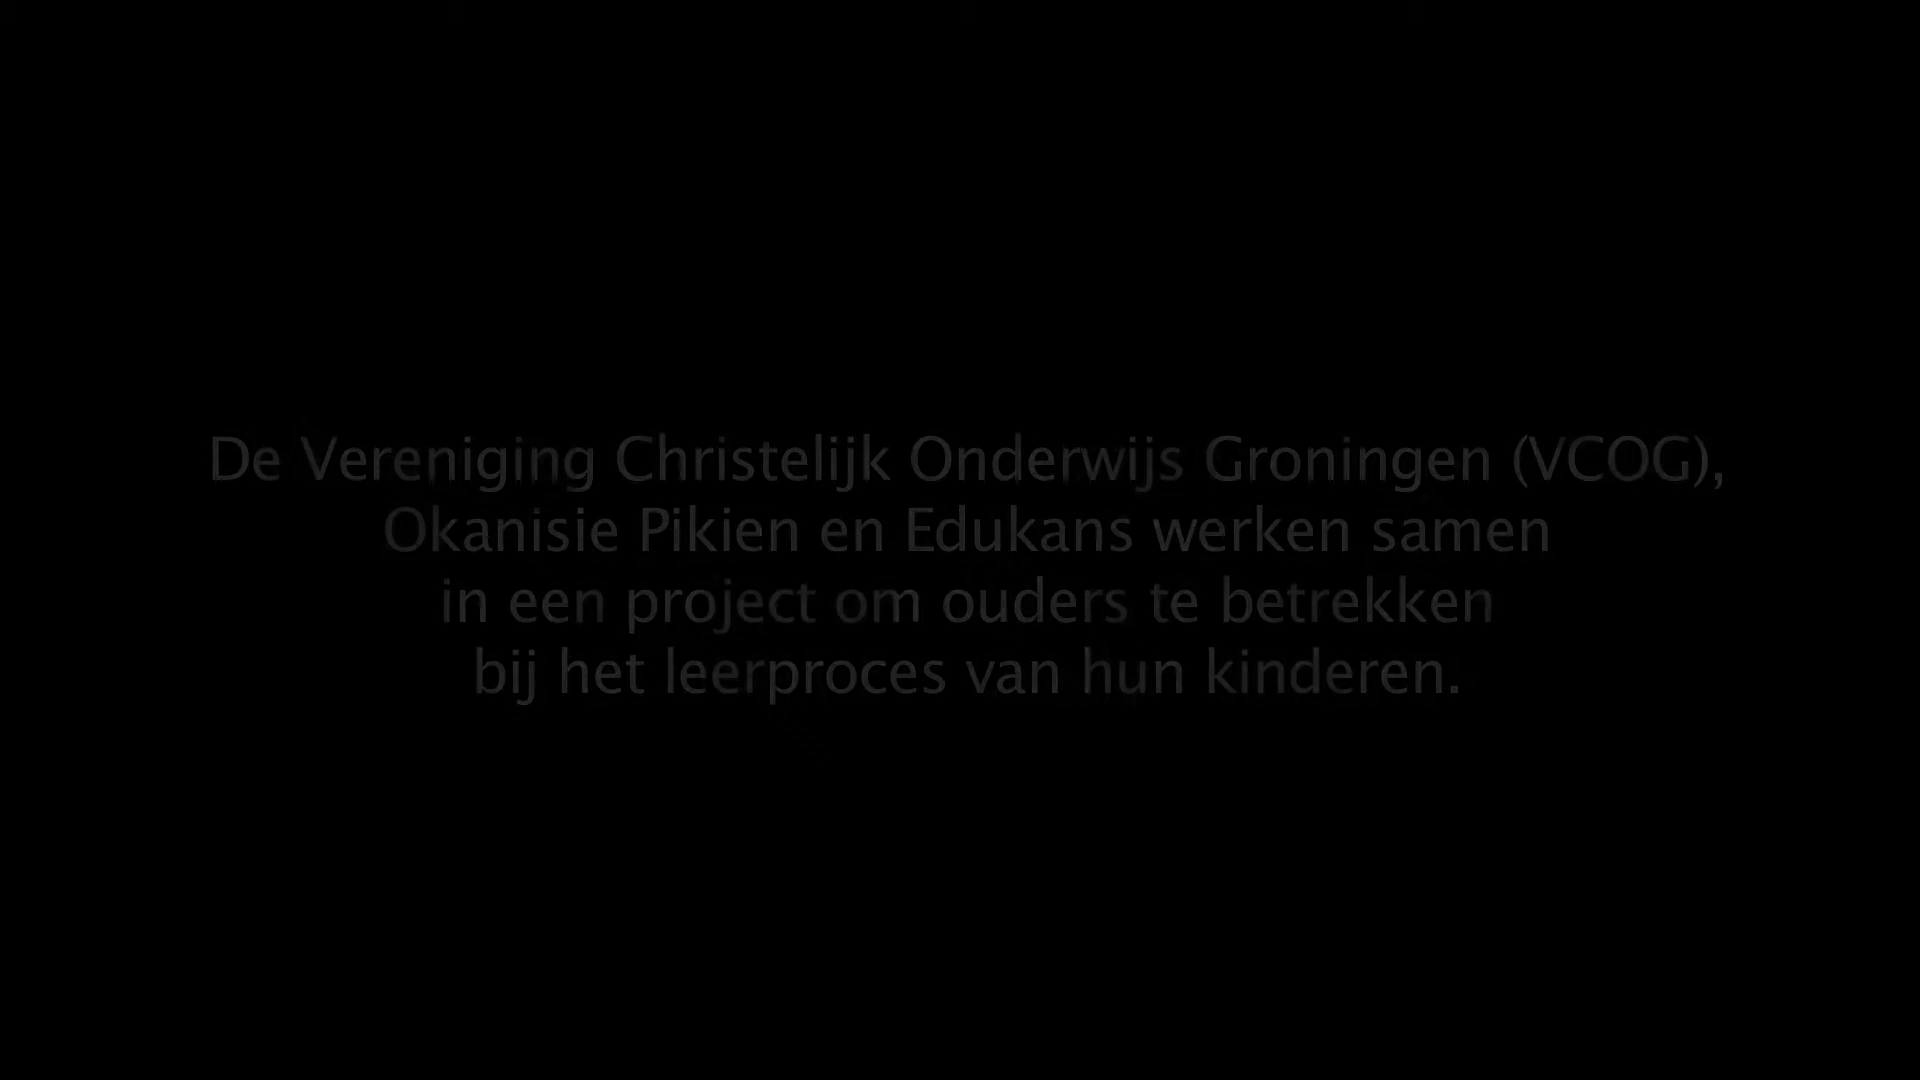 De Vereniging Christelijk Onderwijs Groningen (VCOG),
Okanisie Pikien en Edukans werken samen
in een project om ouders te betrekken
bij het leerproces van hun kinderen.